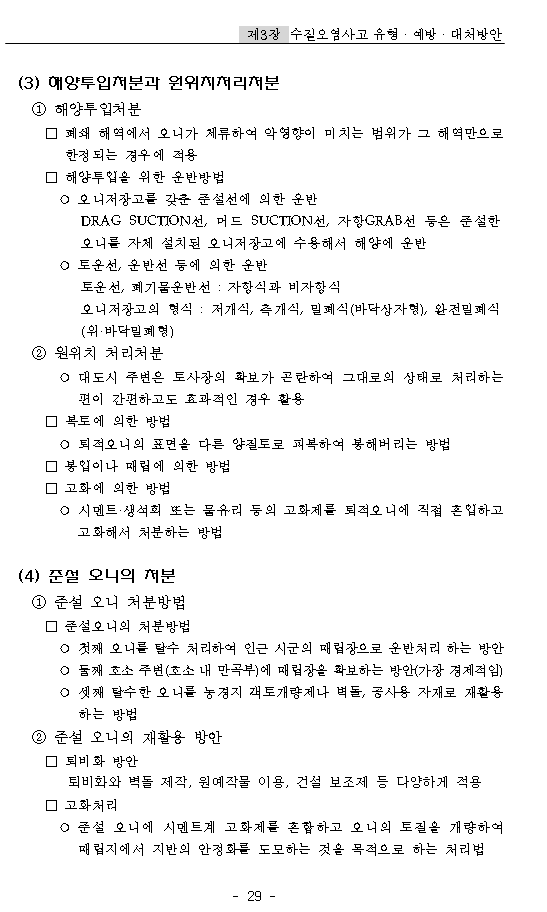 제3장 수질오염사고 유형 · 예방 · 대처방안
(3) 해양투입처분과 원위치처리처분
① 해양투입처분
□ 폐쇄 해역에서 오니가 체류하여 악영향이 미치는 범위가 그 해역만으로
한정되는 경우에 적용
□ 해양투입을 위한 운반방법
○ 오니저장고를 갖춘 준설선에 의한 운반
DRAG SUCTION선, 머드 SUCTION선, 자항GRAB선 등은 준설한
오니를 자체 설치된 오니저장고에 수용해서 해양에 운반
○ 토운선, 운반선 등에 의한 운반
토운선, 폐기물운반선 : 자항식과 비자항식
오니저장고의 형식 : 저개식, 측개식, 밀폐식(바닥상자형), 완전밀폐식
(위·바닥밀폐형)
② 원위치 처리처분
○ 대도시 주변은 토사장의 확보가 곤란하여 그대로의 상태로 처리하는
편이 간편하고도 효과적인 경우 활용
□ 복토에 의한 방법
○ 퇴적오니의 표면을 다른 양질토로 피복하여 봉해버리는 방법
□ 봉입이나 매립에 의한 방법
□ 고화에 의한 방법
○ 시멘트·생석회 또는 물유리 등의 고화제를 퇴적오니에 직접 혼입하고
고화해서 처분하는 방법
(4) 준설 오니의 처분
① 준설 오니 처분방법
□ 준설오니의 처분방법
○ 첫째 오니를 탈수 처리하여 인근 시군의 매립장으로 운반처리 하는 방안
○ 둘째 호소 주변(호소 내 만곡부)에 매립장을 확보하는 방안(가장 경제적임)
○ 셋째 탈수한 오니를 농경지 객토개량제나 벽돌, 공사용 자재로 재활용
하는 방법
② 준설 오니의 재활용 방안
□ 퇴비화 방안
퇴비화와 벽돌 제작, 원예작물 이용, 건설 보조제 등 다양하게 적용
□ 고화처리
○ 준설 오니에 시멘트계 고화제를 혼합하고 오니의 토질을 개량하여
매립지에서 지반의 안정화를 도모하는 것을 목적으로 하는 처리법
- 29 -